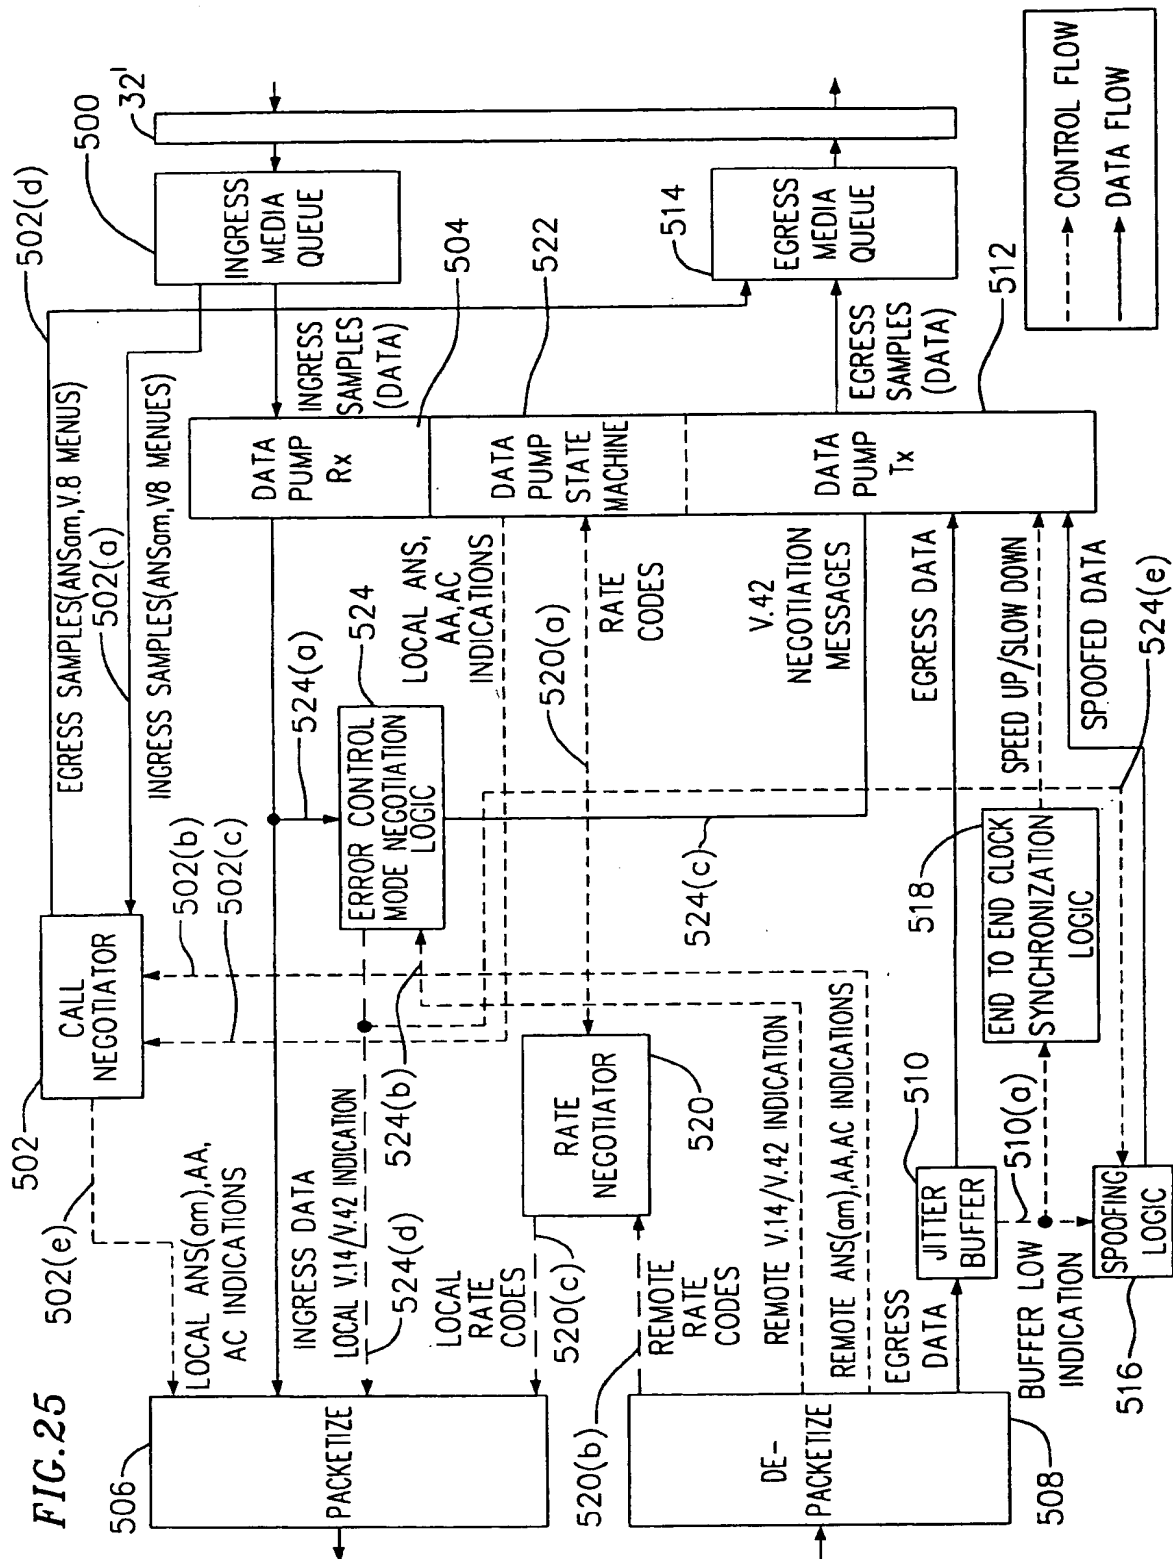 FIG.25
506
PACKETIZE
LOCAL ANS(am),AA,
AC INDICATIONS
502(e)
502
CALL
NEGOTIATOR
502(b)
502(c)
EGRESS SAMPLES(ANSam,V.8 MENUS)
502(a)
INGRESS SAMPLES(ANSam,V8 MENUES)
502(d)
500
32'
INGRESS
MEDIA
QUEUE
INGRESS
SAMPLES
(DATA)
504
DATA
PUMP
Rx
522
DATA
PUMP
STATE
MACHINE
DATA
PUMP
Tx
512
514
EGRESS
MEDIA
QUEUE
EGRESS
SAMPLES
(DATA)
INGRESS DATA
LOCAL V.14/V.42 INDICATION
524(d)
524(b)
524(a)
524
ERROR CONTROL
MODE NEGOTIATION
LOGIC
LOCAL ANS,
AA,AC
INDICATIONS
520(a)
RATE
CODES
V.42
NEGOTIATION
MESSAGES
524(c)
LOCAL
RATE
CODES
520(c)
RATE
NEGOTIATOR
520
520(b)
REMOTE
RATE
CODES
REMOTE V.14/V.42 INDICATION
REMOTE ANS(am),AA,AC INDICATIONS
DE-
PACKETIZE
508
EGRESS
DATA
JITTER
BUFFER
510
510(a)
BUFFER LOW
INDICATION
EGRESS DATA
518
END TO END CLOCK
SYNCHRONIZATION
LOGIC
SPEED UP/SLOW DOWN
SPOOFED DATA
524(e)
SPOOFING
LOGIC
516
CONTROL FLOW
DATA FLOW